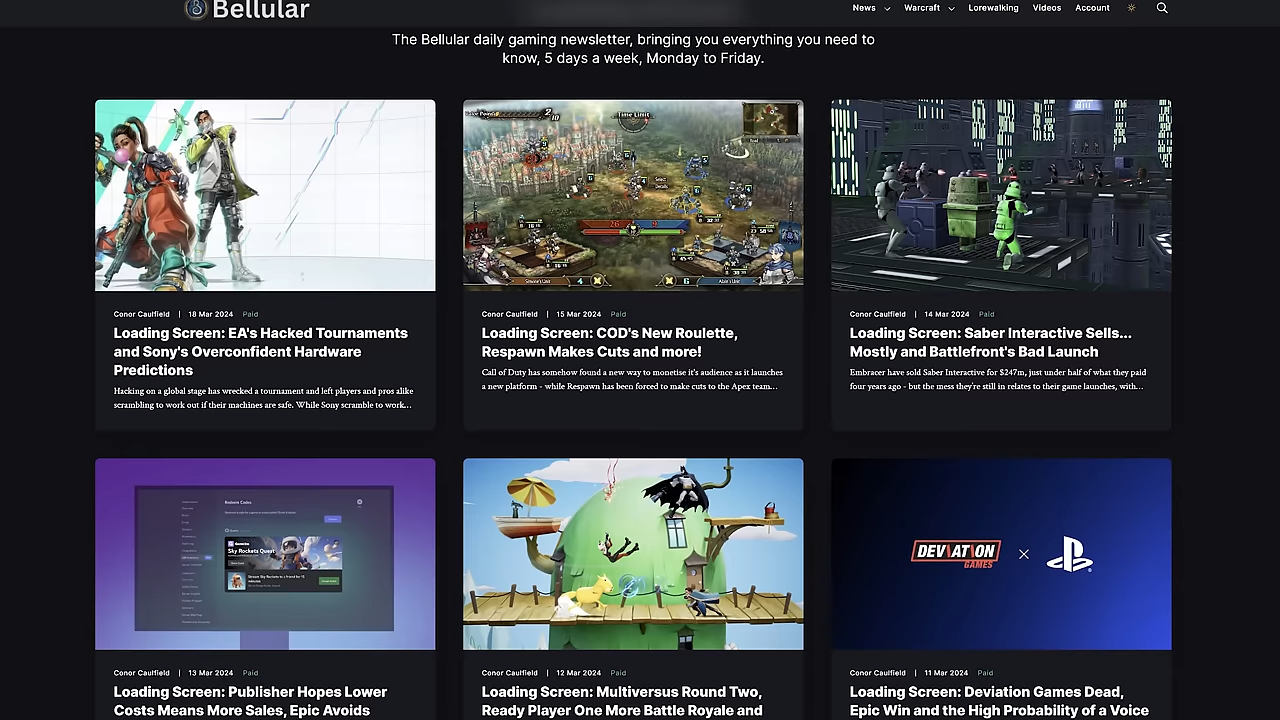 Bellular
News
Warcraft
Lorewalking
Videos
Account
The Bellular daily gaming newsletter, bringing you everything you need to
know, 5 days a week, Monday to Friday.
Time Limit
Conor Caulfield | 18 Mar 2024 Paid
Loading Screen: EA's Hacked Tournaments
and Sony's Overconfident Hardware
Predictions
Hacking on a global stage has wrecked a tournament and left players and pros alike
scrambling to work out if their machines are safe. While Sony scramble to work...
Conor Caulfield | 15 Mar 2024 Paid
Loading Screen: COD's New Roulette,
Respawn Makes Cuts and more!
Call of Duty has somehow found a new way to monetise it's audience as it launches
a new platform - while Respawn has been forced to make cuts to the Apex team...
Conor Caulfield | 14 Mar 2024 Paid
Loading Screen: Saber Interactive Sells...
Mostly and Battlefront's Bad Launch
Embracer have sold Saber Interactive for $247m, just under half of what they paid
four years ago - but the mess they're still in relates to their game launches, with...
Redeem Codes
Sky Rockets Quest
DEVIATION
GAMES
Conor Caulfield | 13 Mar 2024 Paid
Loading Screen: Publisher Hopes Lower
Costs Means More Sales, Epic Avoids
Conor Caulfield | 12 Mar 2024 Paid
Loading Screen: Multiversus Round Two,
Ready Player One More Battle Royale and
Conor Caulfield | 11 Mar 2024 Paid
Loading Screen: Deviation Games Dead,
Epic Win and the High Probability of a Voice